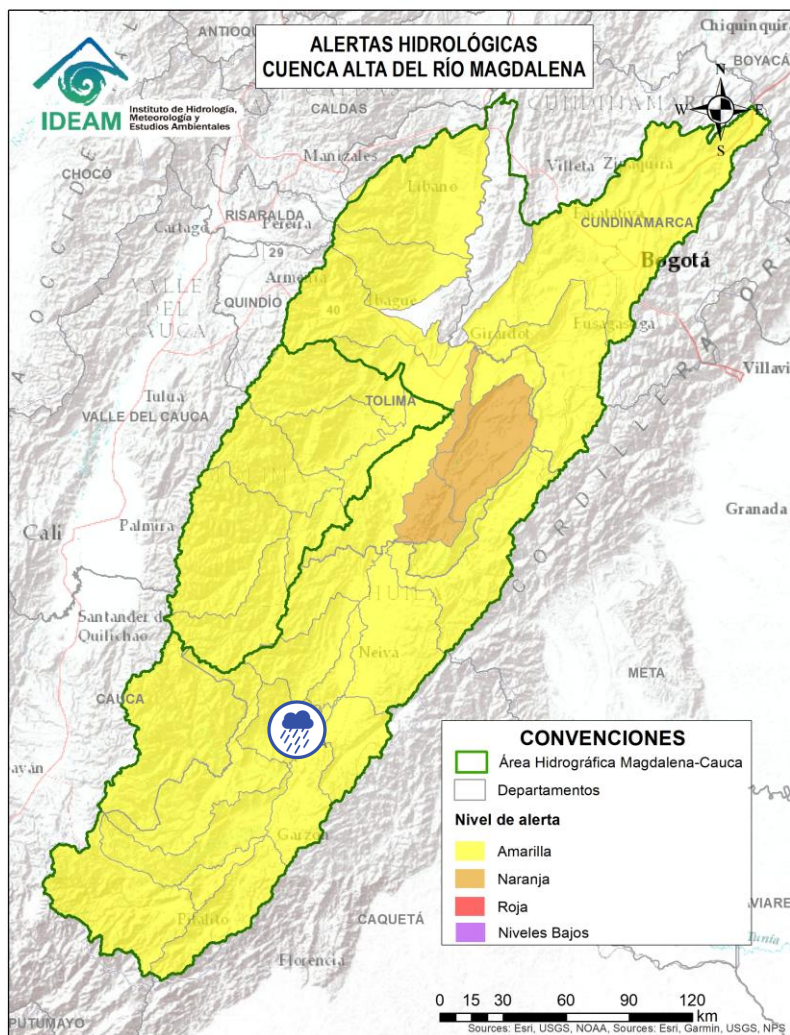 ALERTAS HIDROLÓGICAS
CUENCA ALTA DEL RÍO MAGDALENA
IDEAM
Instituto de Hidrología,
Meteorología y
Estudios Ambientales
Chiquinquirá
BOYACÁ
N
W
E
S
CALDAS
Manizales
CHOCÓ
Líbano
Villeta
RISARALDA
Pereira
Cartago
CUNDINAMARCA
Bogotá
29
Armenia
QUINDÍO
40
Ibagué
VALLE
DEL
CAUCA
Girardot
Fusagasugá
Villavi
Tuluá
VALLE DEL CAUCA
TOLIMA
CORDILLERA
Granada
Cali
Palmira
HUILA
Santander de
Quilichao
Neiva
META
CAUCA
Garzón
Pitalito
CAQUETÁ
Florencia
PUTUMAYO
VIARE
Tunía
CONVENCIONES
Área Hidrográfica Magdalena-Cauca
Departamentos
Nivel de alerta
Amarilla
Naranja
Roja
Niveles Bajos
0 15 30 60 90 120
km
Sources: Esri, USGS, NOAA, Sources: Esri, Garmin, USGS, NPS